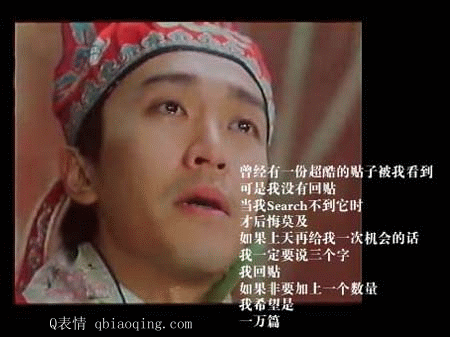 曾经有一份超酷的贴子被我看到
可是我没有回贴
当我Search不到它时
才后悔莫及
如果上天再给我一次机会的话
我一定要说三个字
我回贴
如果非要加上一个数量
我希望是
一万篇
Q表情 qbiaoqing.com